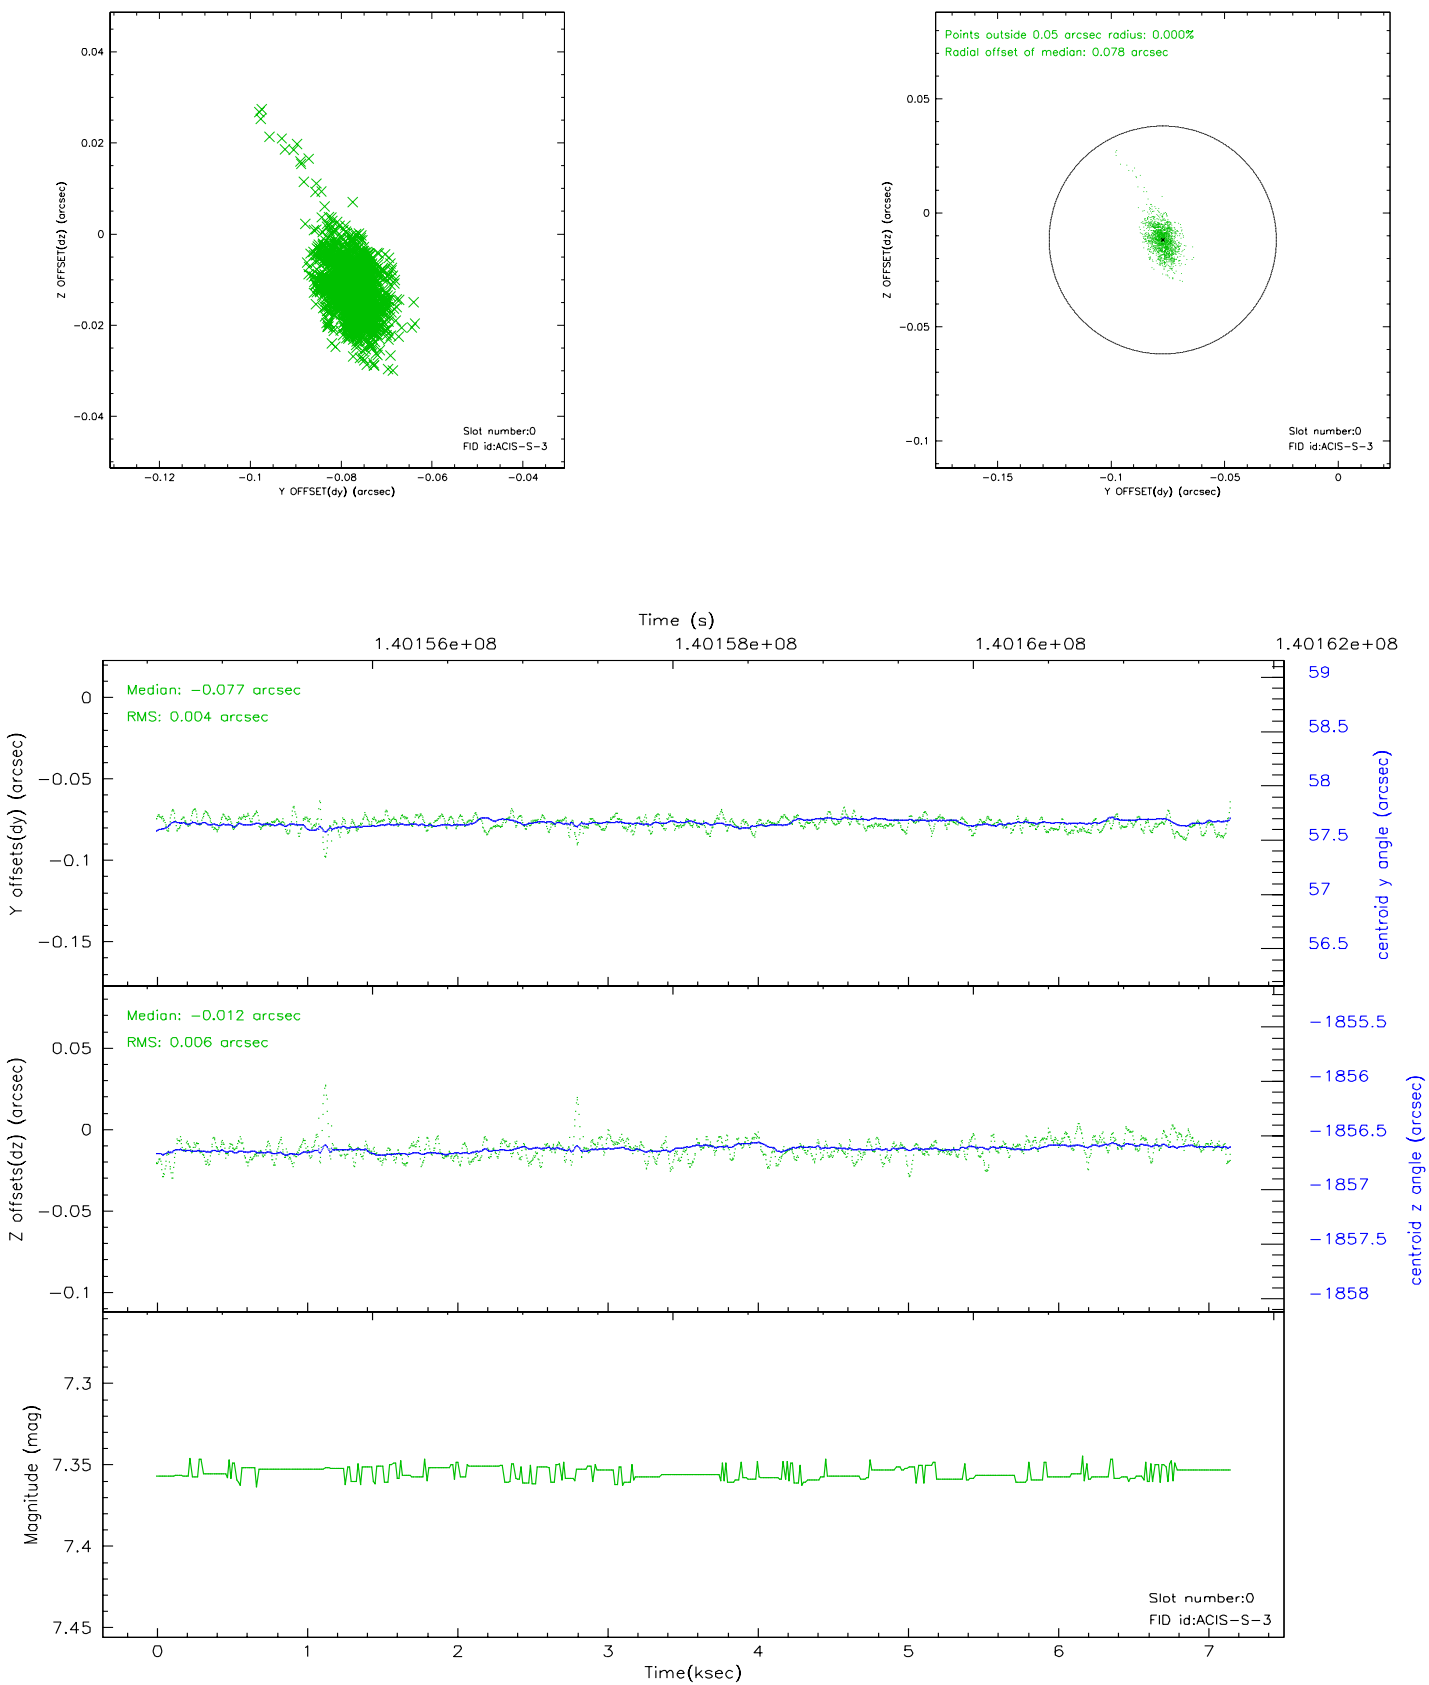 0.04
0.02
0
−0.02
−0.04
Z OFFSET(dz) (arcsec)
Slot number:0
FID id:ACIS−S−3
−0.12
−0.1
−0.08
−0.06
−0.04
Y OFFSET(dy) (arcsec)
Points outside 0.05 arcsec radius: 0.000%
Radial offset of median: 0.078 arcsec
0.05
0
−0.05
−0.1
Z OFFSET(dz) (arcsec)
Slot number:0
FID id:ACIS−S−3
−0.15
−0.1
−0.05
0
Y OFFSET(dy) (arcsec)
Time (s)
1.40156e+08
1.40158e+08
1.4016e+08
1.40162e+08
Median: −0.077 arcsec
RMS: 0.004 arcsec
0
−0.05
−0.1
−0.15
Y offsets(dy) (arcsec)
59
58.5
58
57.5
57
56.5
centroid y angle (arcsec)
Median: −0.012 arcsec
RMS: 0.006 arcsec
0.05
0
−0.05
−0.1
Z offsets(dz) (arcsec)
−1855.5
−1856
−1856.5
−1857
−1857.5
−1858
centroid z angle (arcsec)
7.3
7.35
7.4
7.45
Magnitude (mag)
Slot number:0
FID id:ACIS−S−3
0
1
2
3
4
5
6
7
Time(ksec)